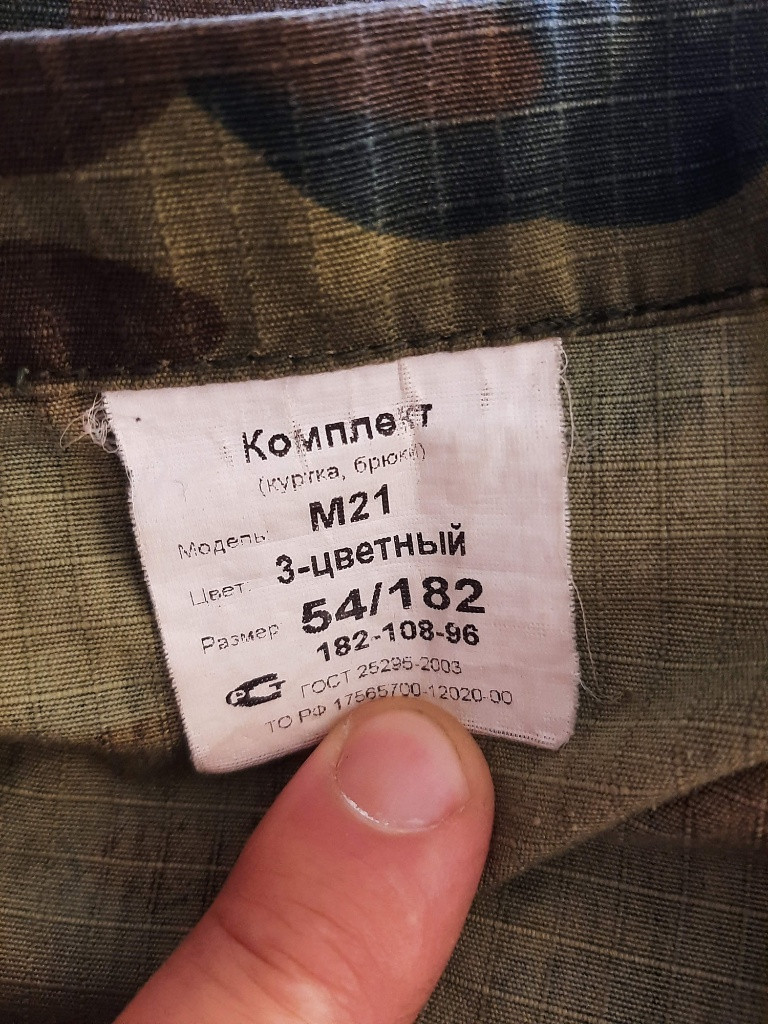 Комплект
(куртка, брюки)
Модель: М21
Цвет: 3-цветный
Размер 54/182
182-108-96
РСТ ГОСТ 25295-2003
ТО РФ 17565700-12020-00